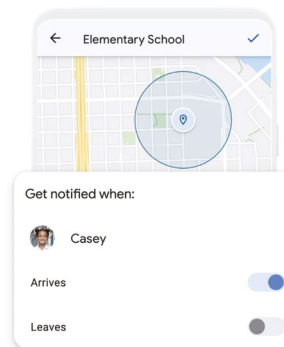 Elementary School
Get notified when:
Casey
Arrives
Leaves